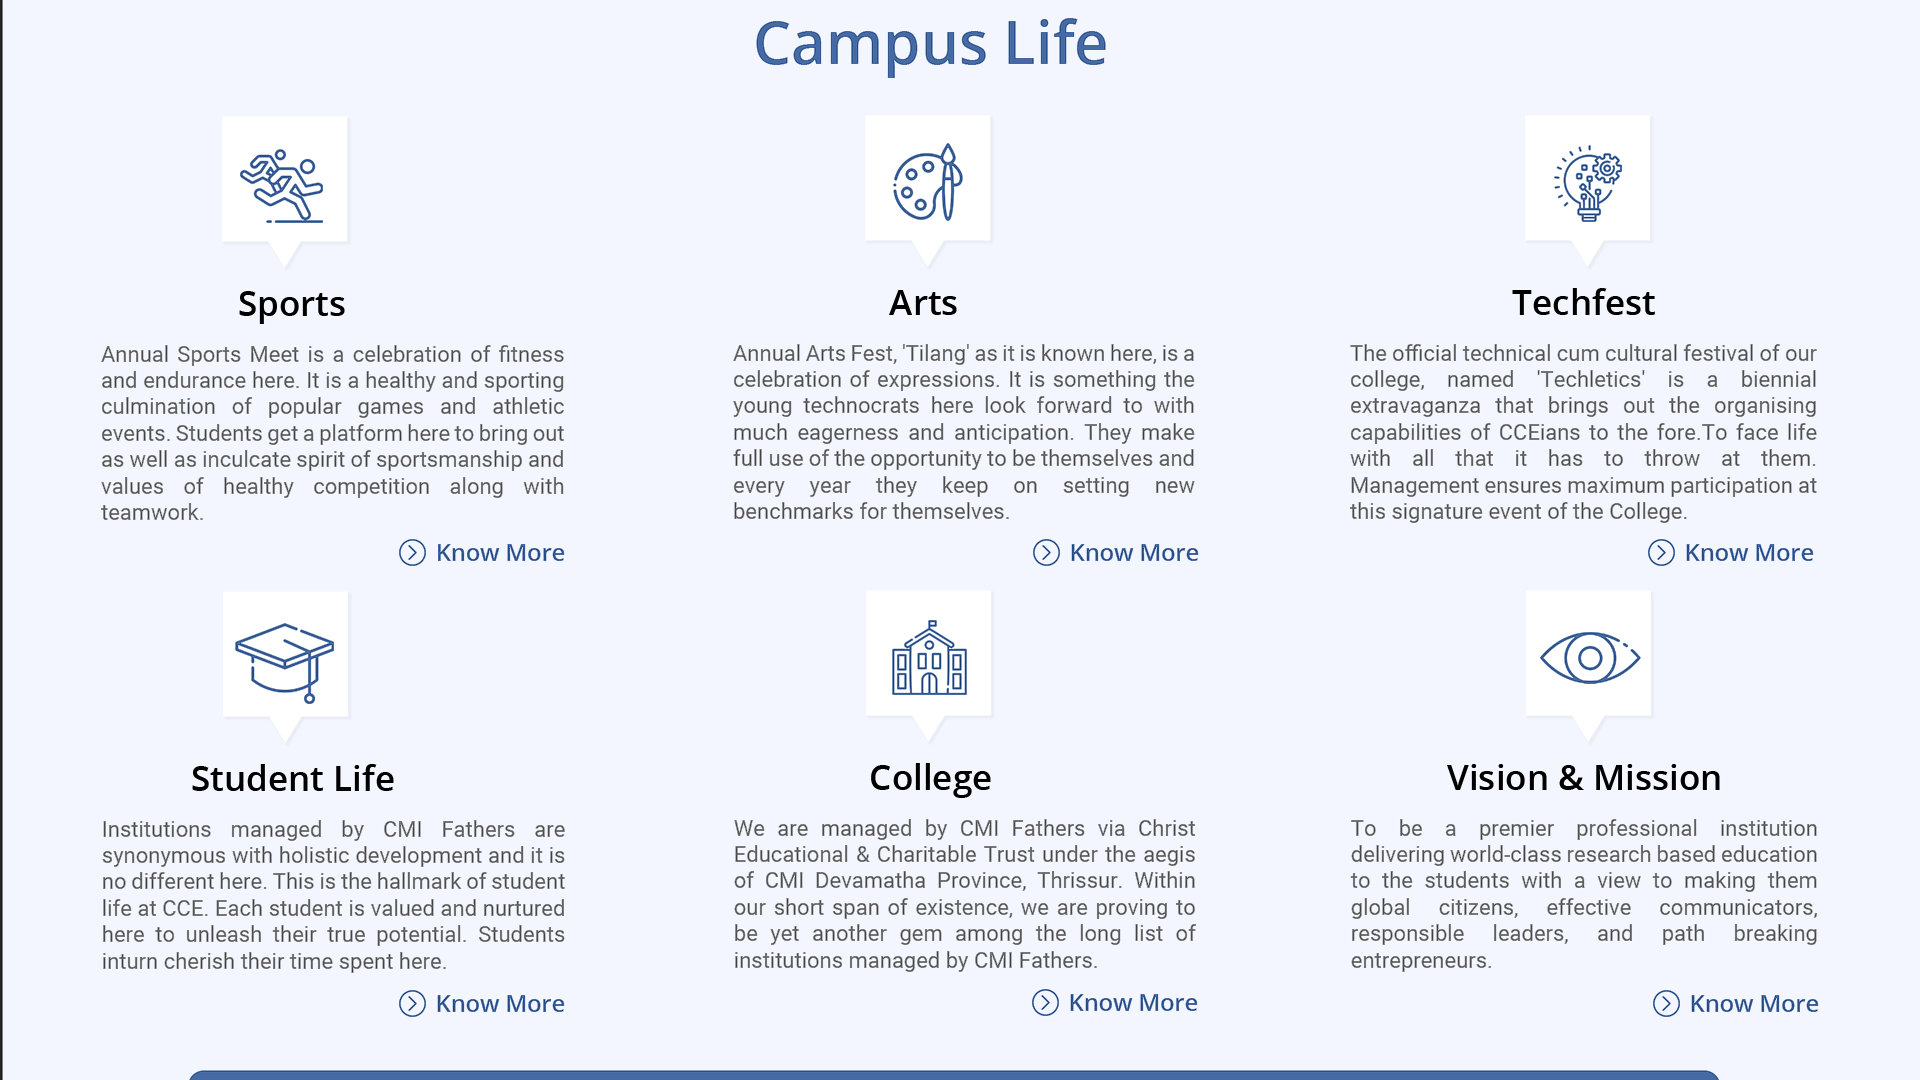 Campus Life
Sports
Annual Sports Meet is a celebration of fitness
and endurance here. It is a healthy and sporting
culmination of popular games and athletic
events. Students get a platform here to bring out
as well as inculcate spirit of sportsmanship and
values of healthy competition along with
teamwork.
Know More
Arts
Annual Arts Fest, 'Tilang' as it is known here, is a
celebration of expressions. It is something the
young technocrats here look forward to with
much eagerness and anticipation. They make
full use of the opportunity to be themselves and
every year they keep on setting new
benchmarks for themselves.
Know More
Techfest
The official technical cum cultural festival of our
college, named 'Techletics' is a biennial
extravaganza that brings out the organising
capabilities of CCEians to the fore.To face life
with all that it has to throw at them.
Management ensures maximum participation at
this signature event of the College.
Know More
Student Life
Institutions managed by CMI Fathers are
synonymous with holistic development and it is
no different here. This is the hallmark of student
life at CCE. Each student is valued and nurtured
here to unleash their true potential. Students
inturn cherish their time spent here.
Know More
College
We are managed by CMI Fathers via Christ
Educational & Charitable Trust under the aegis
of CMI Devamatha Province, Thrissur. Within
our short span of existence, we are proving to
be yet another gem among the long list of
institutions managed by CMI Fathers.
Know More
Vision & Mission
To be a premier professional institution
delivering world-class research based education
to the students with a view to making them
global citizens, effective communicators,
responsible leaders, and path breaking
entrepreneurs.
Know More